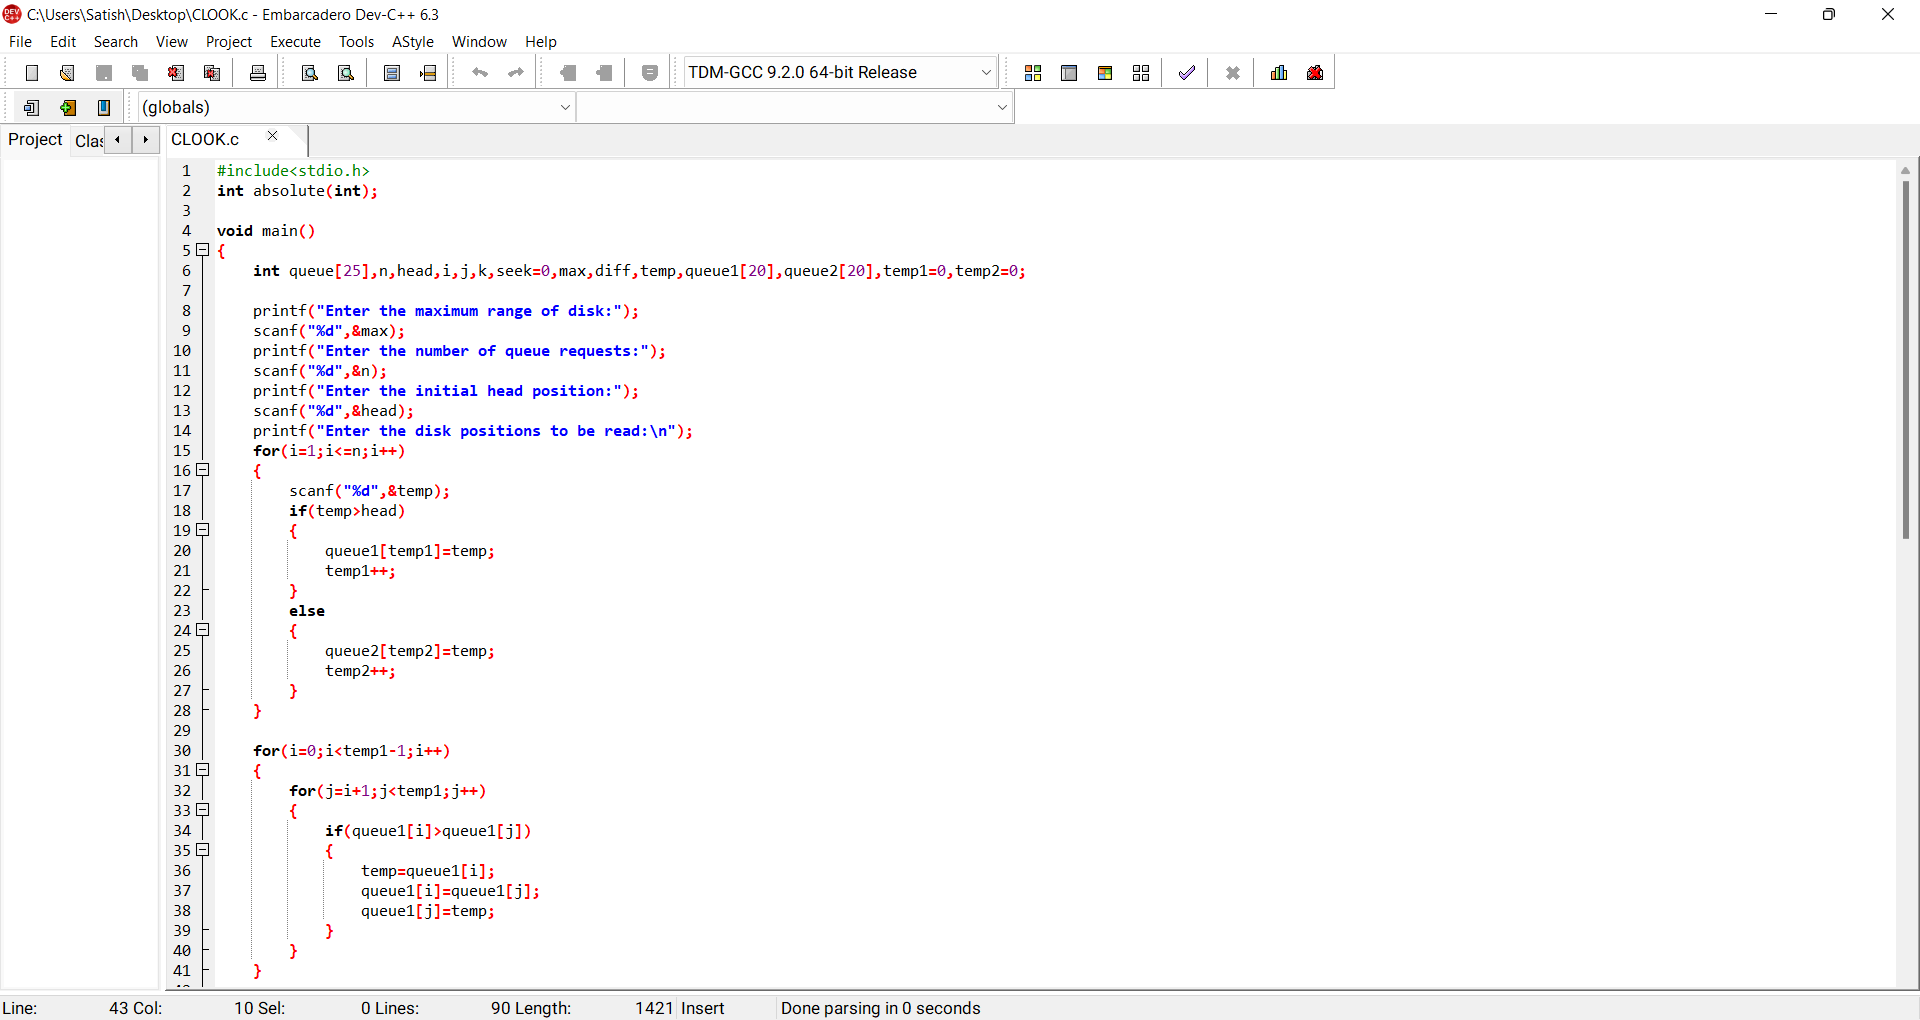 C:\Users\Satish\Desktop\CLOOK.c - Embarcadero Dev-C++ 6.3
File Edit Search View Project Execute Tools AStyle Window Help
TDM-GCC 9.2.0 64-bit Release
(globals)
Project Clas CLOOK.c
1 #include<stdio.h>
2 int absolute(int);
3
4 void main()
5 {
6 int queue[25],n,head,i,j,k,seek=0,max,diff,temp,queue1[20],queue2[20],temp1=0,temp2=0;
7
8 printf("Enter the maximum range of disk:");
9 scanf("%d",&max);
10 printf("Enter the number of queue requests:");
11 scanf("%d",&n);
12 printf("Enter the initial head position:");
13 scanf("%d",&head);
14 printf("Enter the disk positions to be read:\n");
15 for(i=1;i<=n;i++)
16 {
17 scanf("%d",&temp);
18 if(temp>head)
19 {
20 queue1[temp1]=temp;
21 temp1++;
22 }
23 else
24 {
25 queue2[temp2]=temp;
26 temp2++;
27 }
28 }
29
30 for(i=0;i<temp1-1;i++)
31 {
32 for(j=i+1;j<temp1;j++)
33 {
34 if(queue1[i]>queue1[j])
35 {
36 temp=queue1[i];
37 queue1[i]=queue1[j];
38 queue1[j]=temp;
39 }
40 }
41 }
Line: 43 Col: 10 Sel: 0 Lines: 90 Length: 1421 Insert Done parsing in 0 seconds